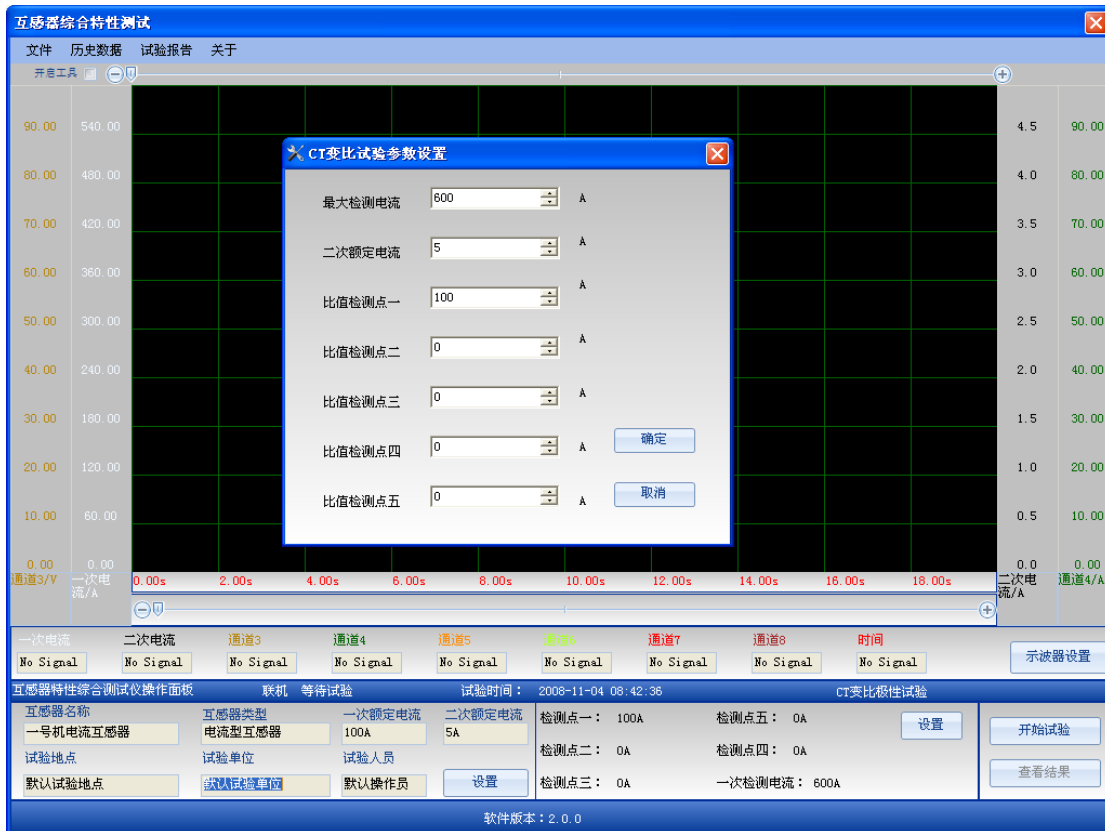 互感器综合特性测试
文件 历史数据 试验报告 关于
开启工具
90.00 540.00 4.5 90.00
80.00 480.00 4.0 80.00
70.00 420.00 3.5 70.00
60.00 360.00 3.0 60.00
50.00 300.00 2.5 50.00
40.00 240.00 2.0 40.00
30.00 180.00 1.5 30.00
20.00 120.00 1.0 20.00
10.00 60.00 0.5 10.00
0.00 0.00 0.0 0.00
CT变比试验参数设置
最大检测电流 600 A
二次额定电流 5 A
比值检测点一 100 A
比值检测点二 0 A
比值检测点三 0 A
比值检测点四 0 A 确定
比值检测点五 0 A 取消
通道3/V 一次电流/A 0.00s 2.00s 4.00s 6.00s 8.00s 10.00s 12.00s 14.00s 16.00s 18.00s 二次电流/A 通道4/A
一次电流 二次电流 通道3 通道4 通道5 通道6 通道7 通道8 时间
No Signal No Signal No Signal No Signal No Signal No Signal No Signal No Signal No Signal 示波器设置
互感器特性综合测试仪操作面板 联机 等待试验 试验时间： 2008-11-04 08:42:36 CT变比极性试验
互感器名称 互感器类型 一次额定电流 二次额定电流
一号机电流互感器 电流型互感器 100A 5A
试验地点 试验单位 试验人员
默认试验地点 默认试验单位 默认操作员 设置
检测点一： 100A 检测点五： 0A 设置
检测点二： 0A 检测点四： 0A
检测点三： 0A 一次检测电流： 600A
开始试验
查看结果
软件版本：2.0.0